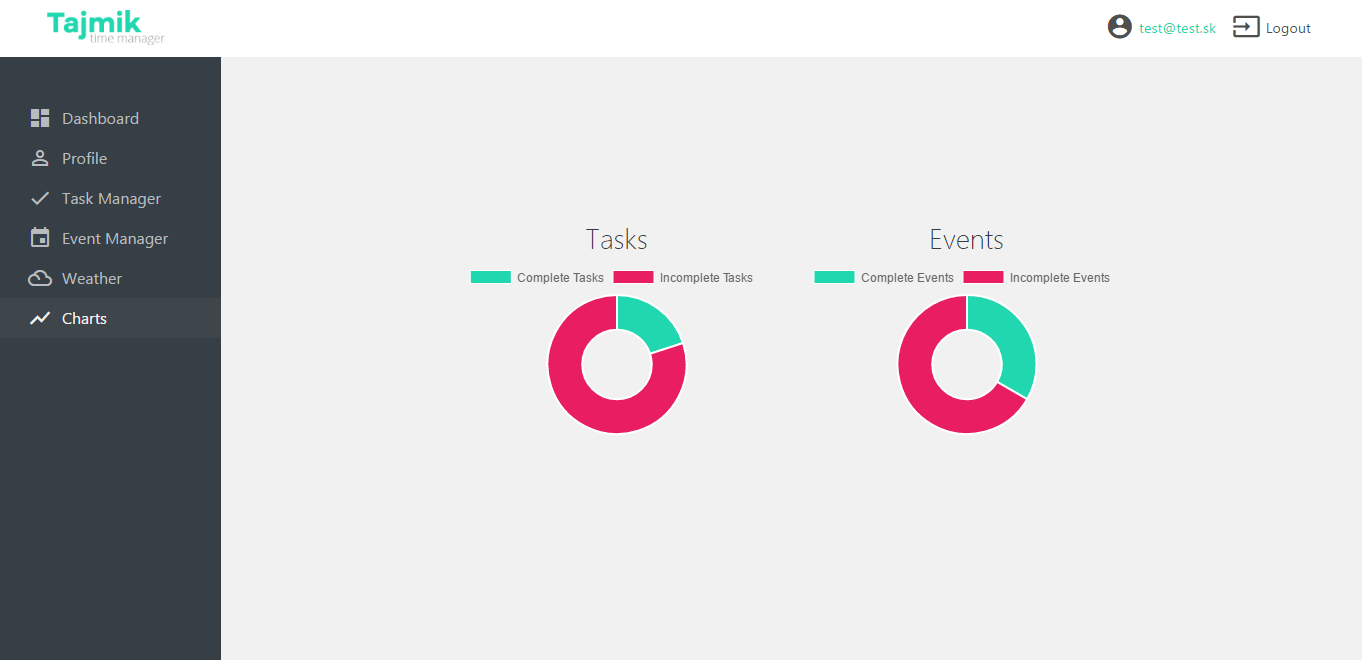 Tajmik
time manager
test@test.sk Logout
Dashboard
Profile
Task Manager
Event Manager
Weather
Charts
Tasks
Complete Tasks Incomplete Tasks
Events
Complete Events Incomplete Events